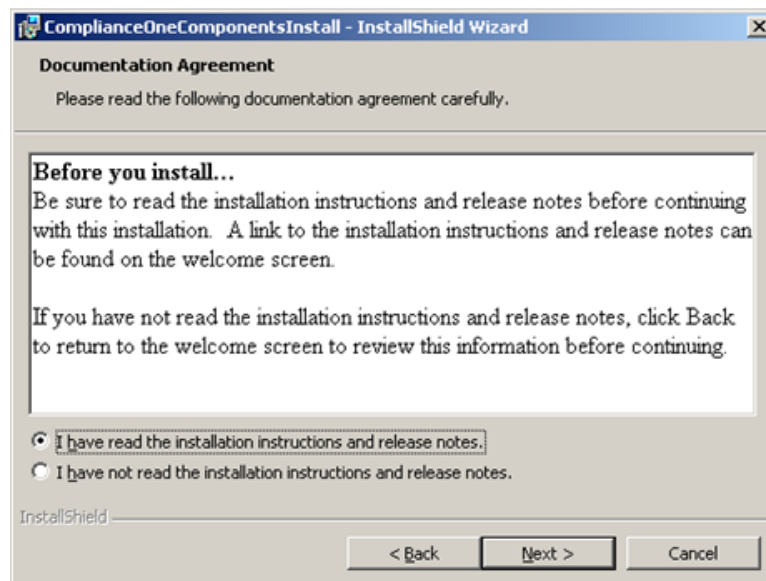 ComplianceOneComponentsInstall - InstallShield Wizard
Documentation Agreement
Please read the following documentation agreement carefully.
Before you install...
Be sure to read the installation instructions and release notes before continuing
with this installation. A link to the installation instructions and release notes can
be found on the welcome screen.
If you have not read the installation instructions and release notes, click Back
to return to the welcome screen to review this information before continuing.
I have read the installation instructions and release notes.
I have not read the installation instructions and release notes.
InstallShield
< Back Next > Cancel